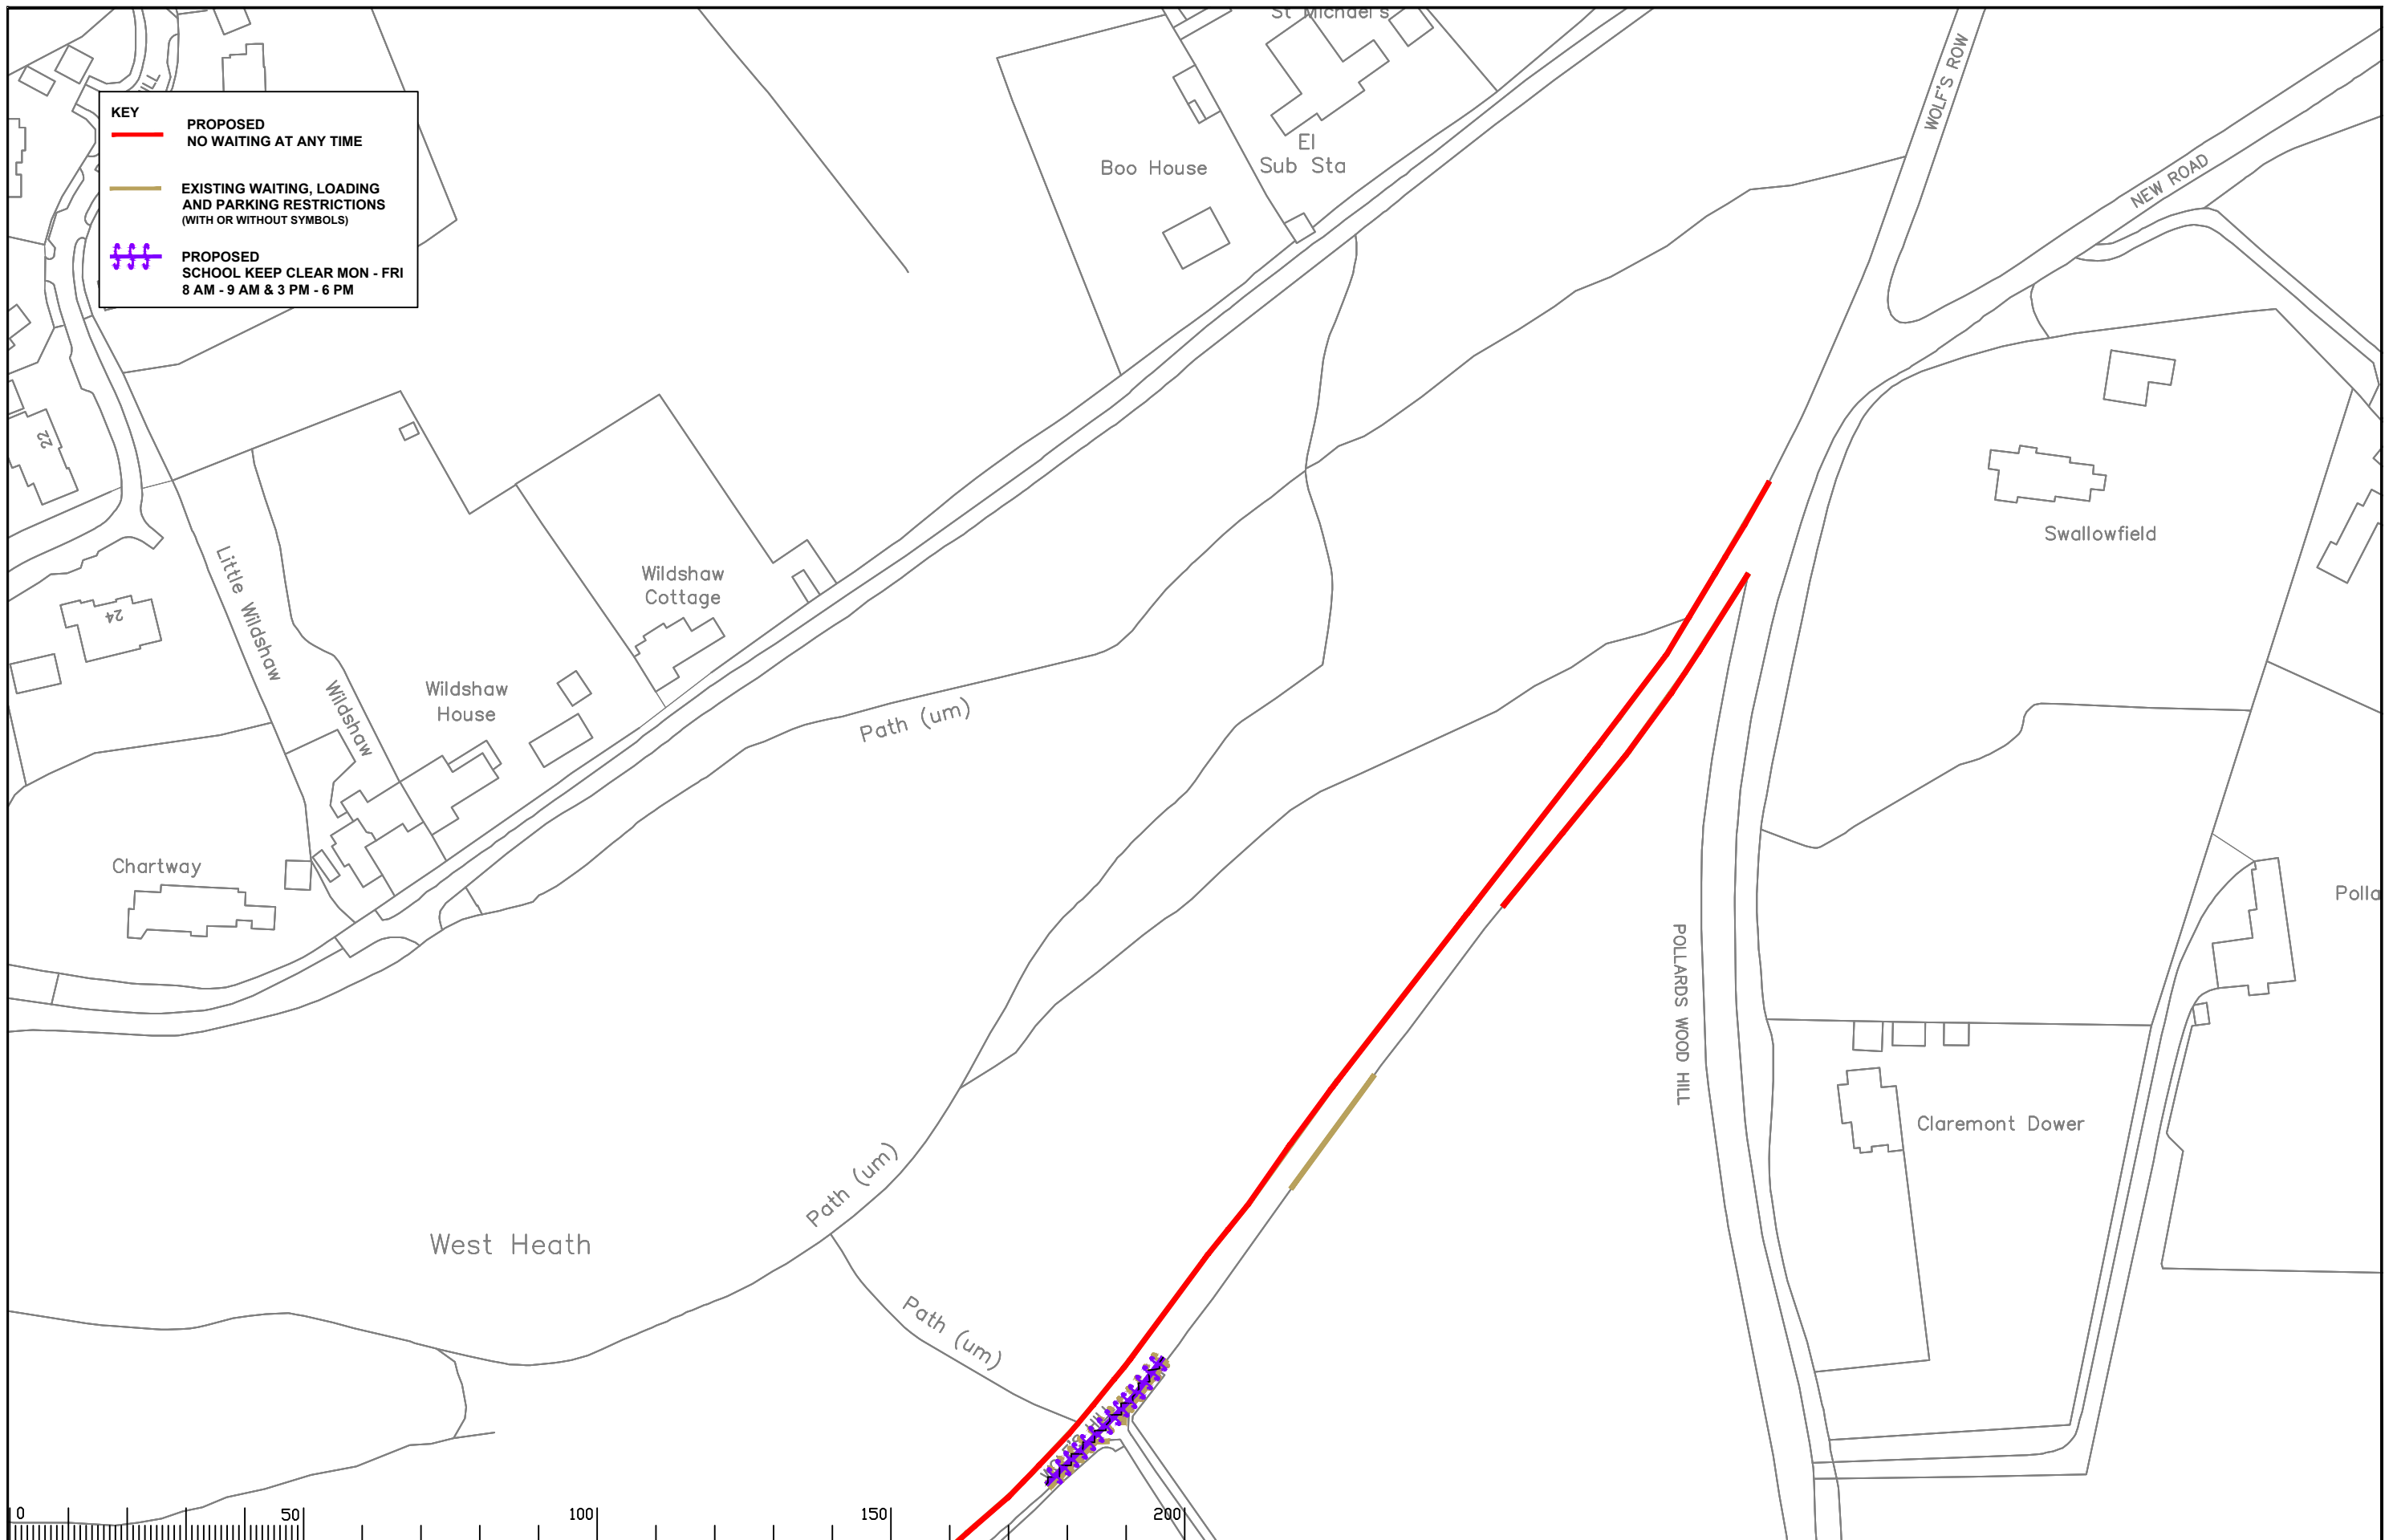 St Michael's
KEY
PROPOSED
NO WAITING AT ANY TIME
EXISTING WAITING, LOADING
AND PARKING RESTRICTIONS
(WITH OR WITHOUT SYMBOLS)
PROPOSED
SCHOOL KEEP CLEAR MON - FRI
8 AM - 9 AM & 3 PM - 6 PM
WOLF'S ROW
NEW ROAD
Boo House
El
Sub Sta
22
24
Little Wildshaw
Wildshaw
Wildshaw
Cottage
Wildshaw
House
Swallowfield
Path (um)
Chartway
Polla
POLLARDS WOOD HILL
Claremont Dower
Path (um)
West Heath
Path (um)
0
50
100
150
200